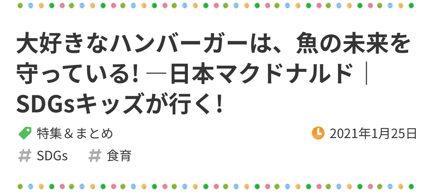 大好きなハンバーガーは、魚の未来を
守っている! ―日本マクドナルド｜
SDGsキッズが行く!
特集＆まとめ 2021年1月25日
# SDGs # 食育